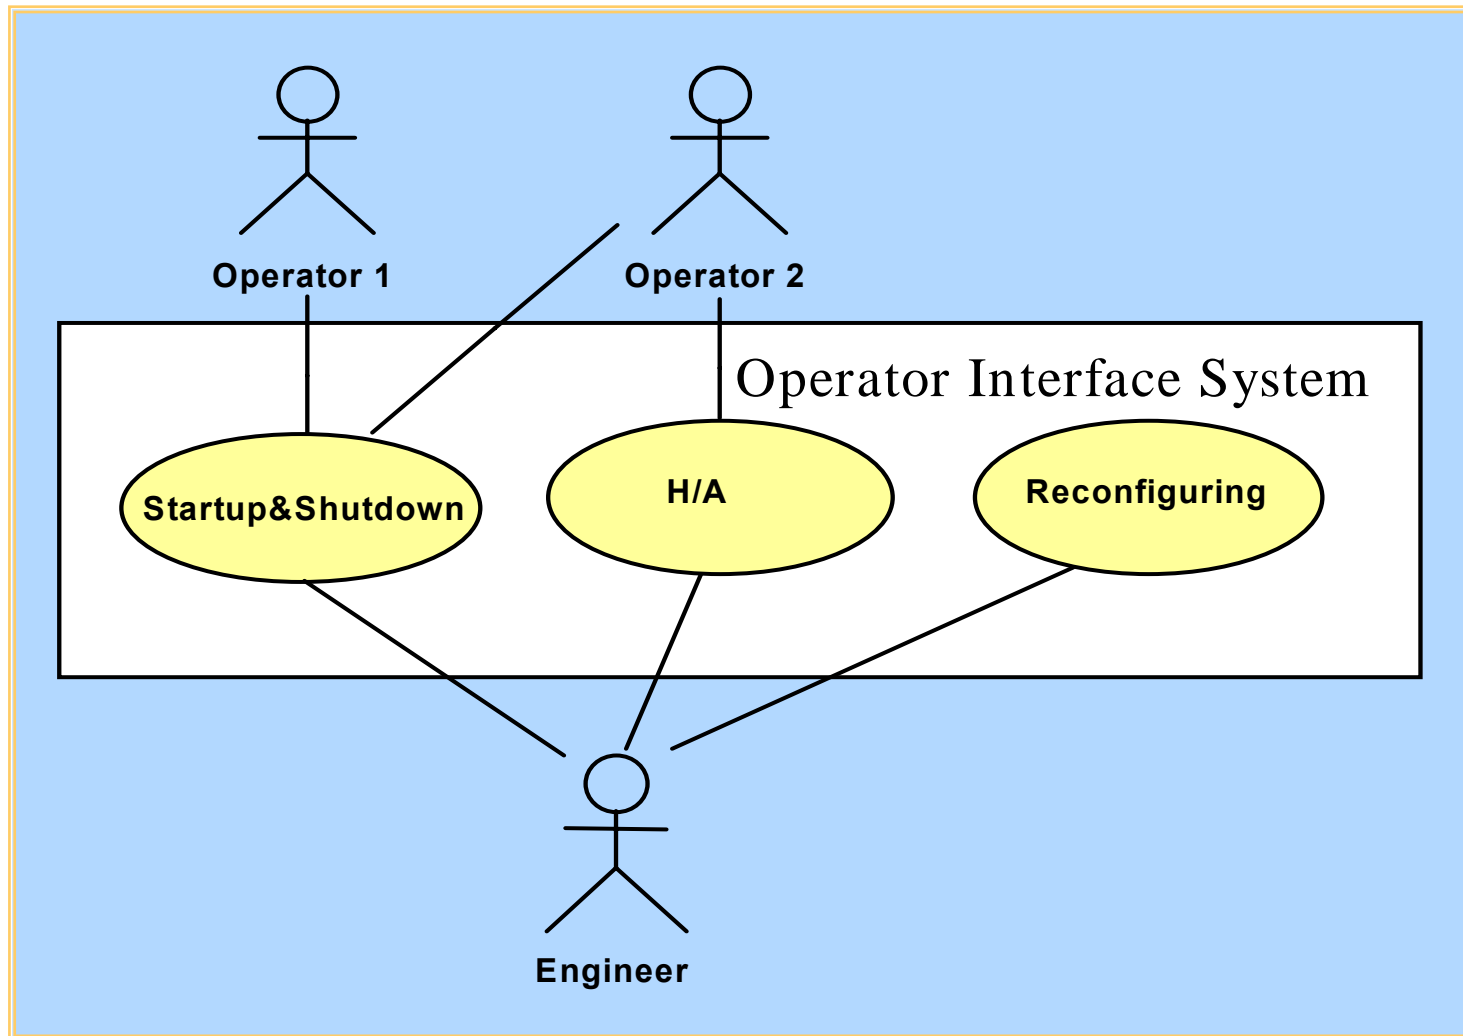 Operator 1
Operator 2
Operator Interface System
Startup&Shutdown
H/A
Reconfiguring
Engineer